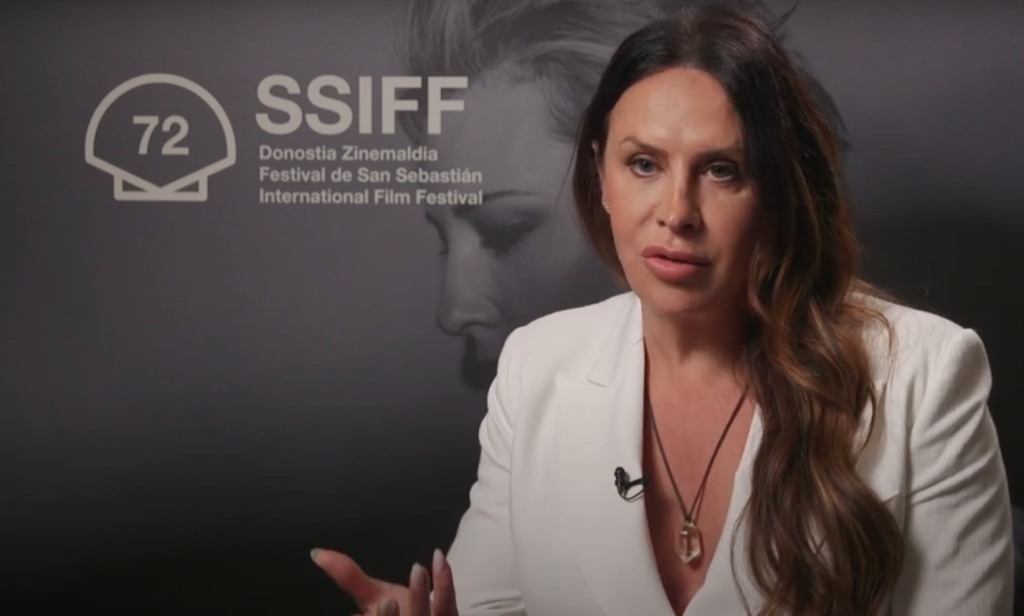 72
SSIFF
Donostia Zinemaldia
Festival de San Sebastián
International Film Festival